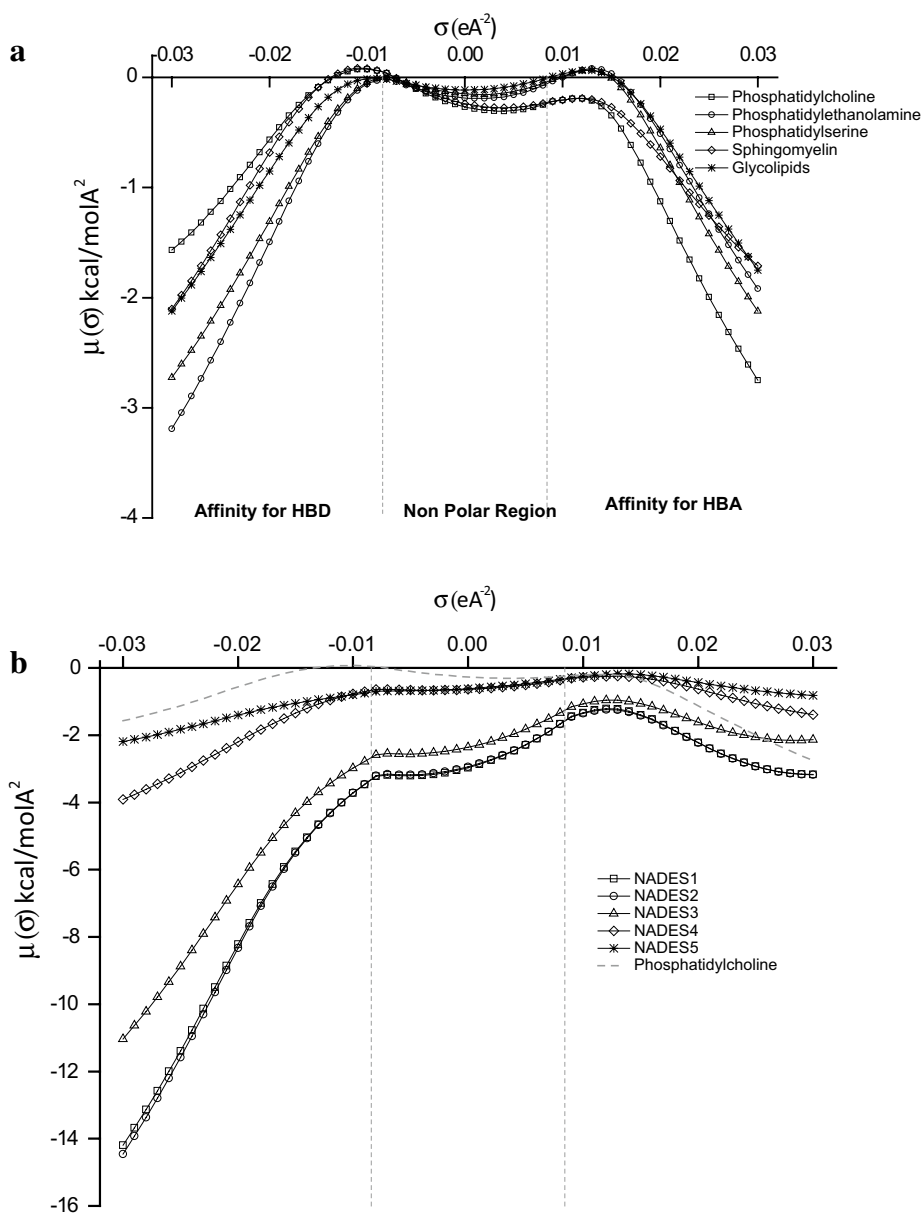 a
σ(eA⁻²)
-0.03 -0.02 -0.01 0.00 0.01 0.02 0.03
0
-1
-2
-3
-4
μ(σ) kcal/molA²
Phosphatidylcholine
Phosphatidylethanolamine
Phosphatidylserine
Sphingomyelin
Glycolipids
Affinity for HBD Non Polar Region Affinity for HBA
b
σ(eA⁻²)
-0.03 -0.02 -0.01 0.00 0.01 0.02 0.03
0
-2
-4
-6
-8
-10
-12
-14
-16
μ(σ) kcal/molA²
NADES1
NADES2
NADES3
NADES4
NADES5
Phosphatidylcholine